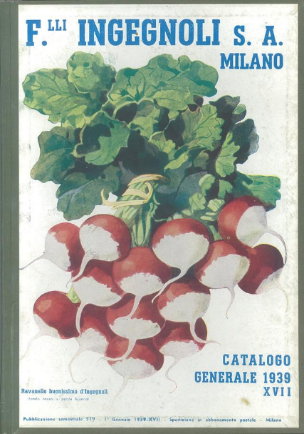 F.LLI INGEGNOLI S. A.
MILANO
CATALOGO
GENERALE 1939
XVII
Ravanello buonissimo d'Ingegnoli
Pubblicazione semestrale
1° Gennaio 1939-XVII - Spedizione in abbonamento postale - Milano